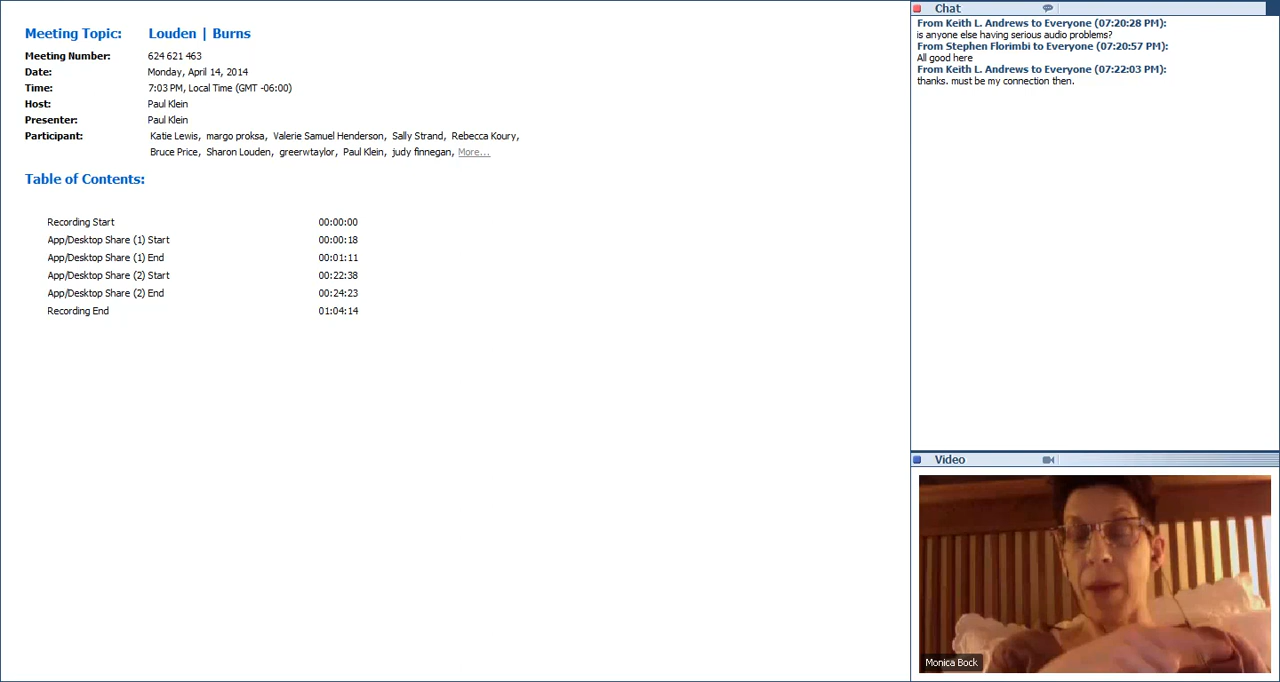 Meeting Topic: Louden | Burns
Meeting Number: 624 621 463
Date: Monday, April 14, 2014
Time: 7:03 PM, Local Time (GMT -06:00)
Host: Paul Klein
Presenter: Paul Klein
Participant: Katie Lewis, margo proksa, Valerie Samuel Henderson, Sally Strand, Rebecca Koury,
Bruce Price, Sharon Louden, greerwtaylor, Paul Klein, judy finnegan, More...
Table of Contents:
Recording Start 00:00:00
App/Desktop Share (1) Start 00:00:18
App/Desktop Share (1) End 00:01:11
App/Desktop Share (2) Start 00:22:38
App/Desktop Share (2) End 00:24:23
Recording End 01:04:14
Chat
From Keith L. Andrews to Everyone (07:20:28 PM):
is anyone else having serious audio problems?
From Stephen Florimbi to Everyone (07:20:57 PM):
All good here
From Keith L. Andrews to Everyone (07:22:03 PM):
thanks. must be my connection then.
Video
Monica Bock